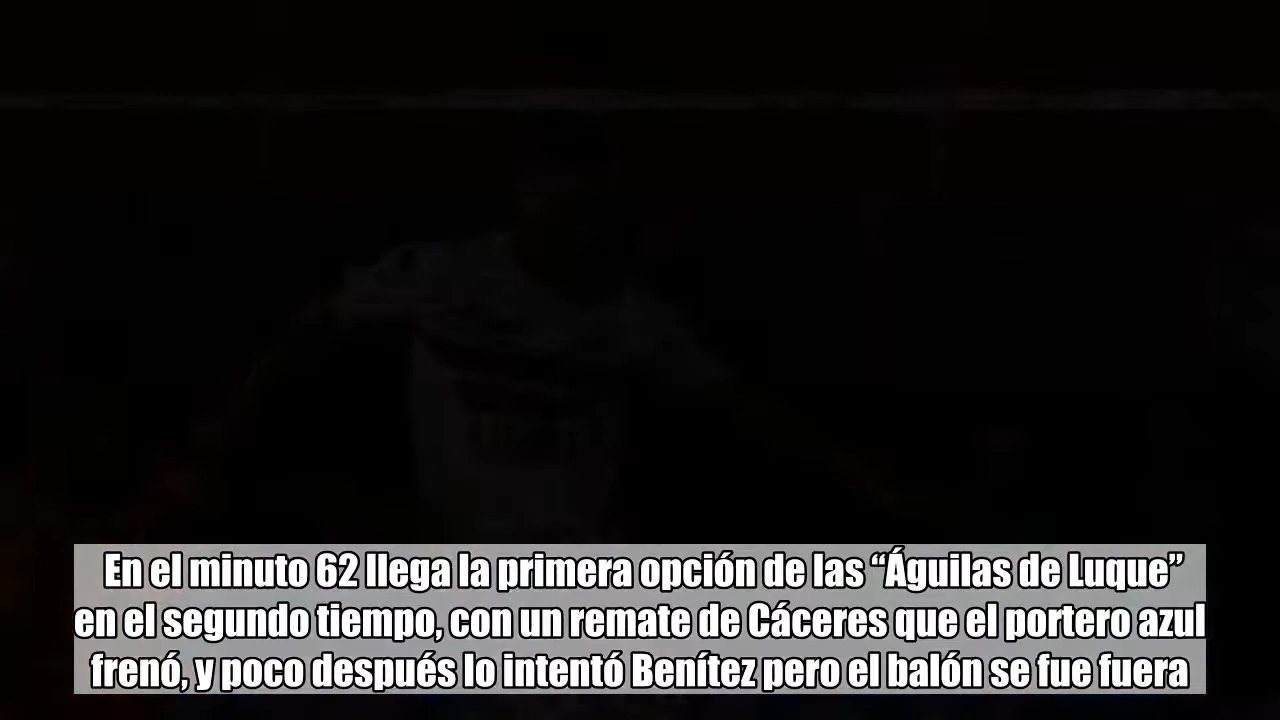 En el minuto 62 llega la primera opción de las “Águilas de Luque”
en el segundo tiempo, con un remate de Cáceres que el portero azul
frenó, y poco después lo intentó Benítez pero el balón se fue fuera